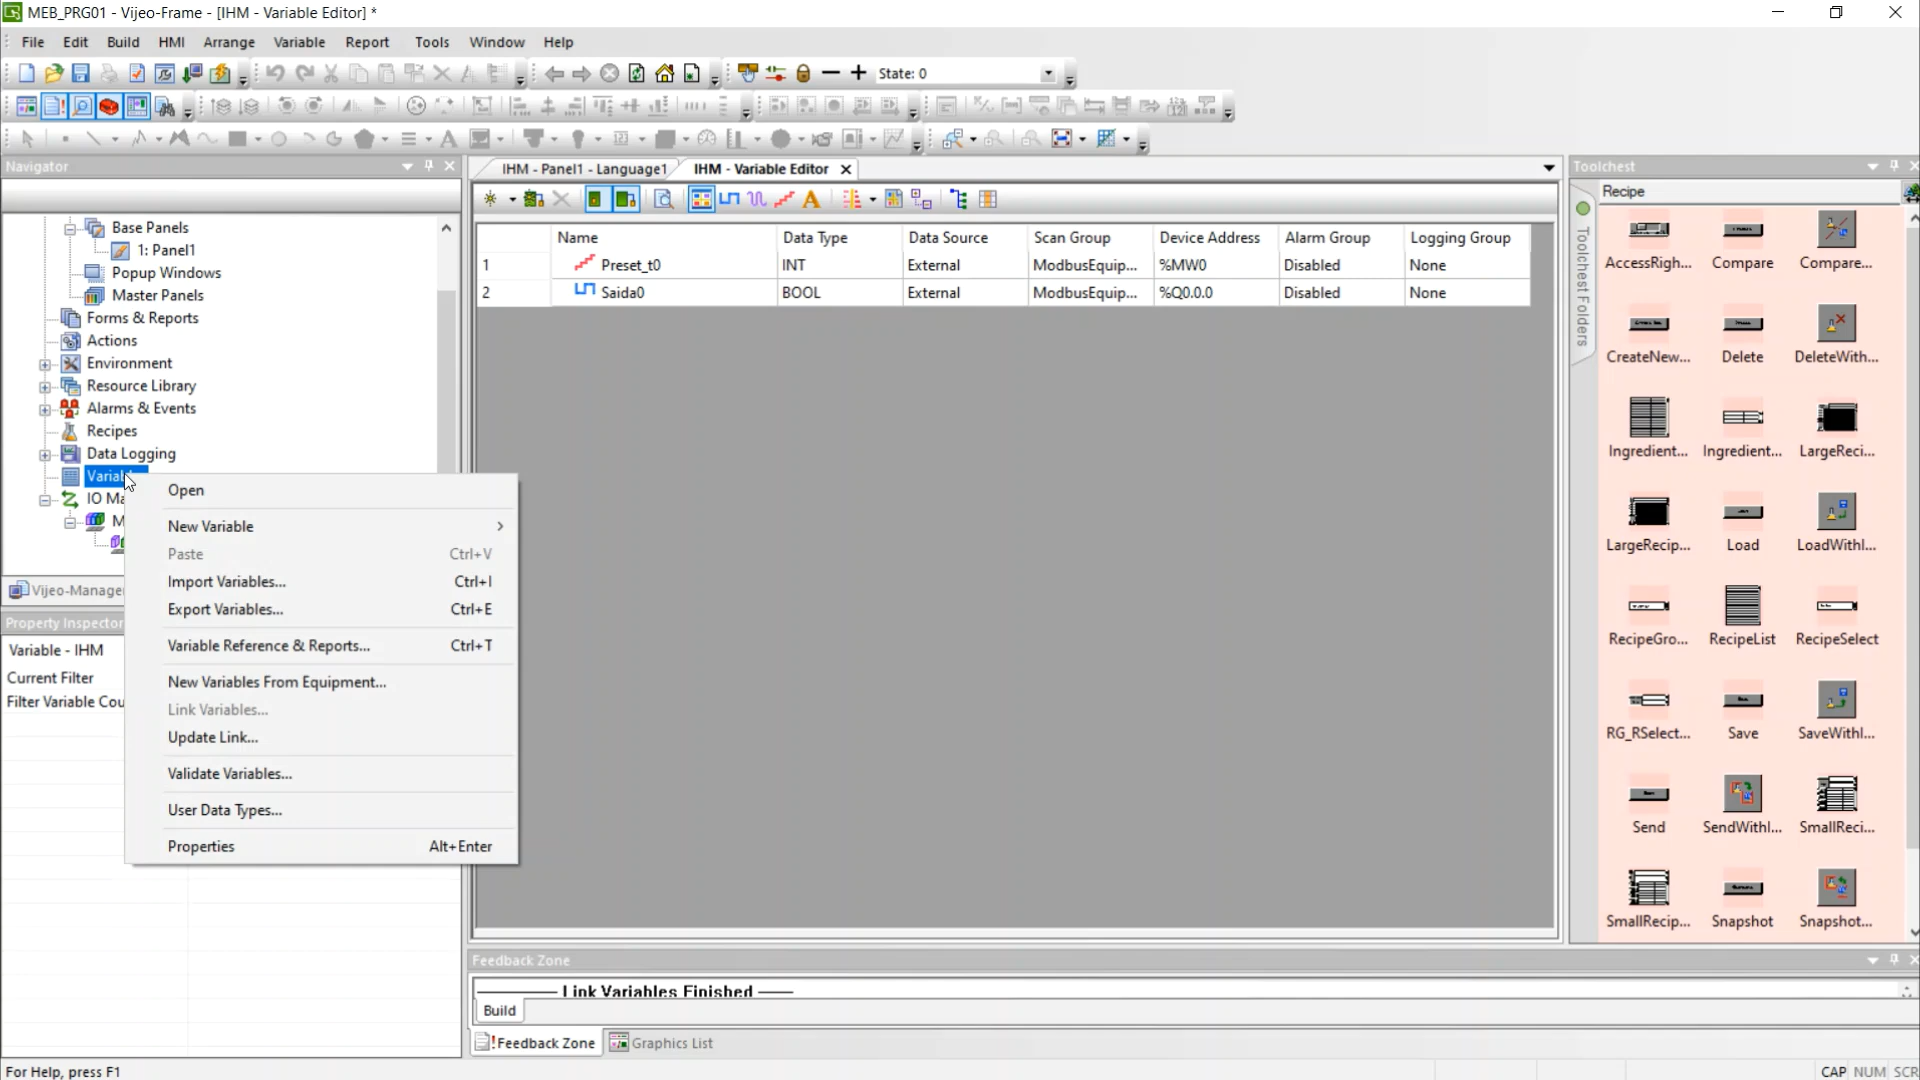 MEB_PRG01 - Vijeo-Frame - [IHM - Variable Editor] *
File Edit Build HMI Arrange Variable Report Tools Window Help
State: 0
Navigator
IHM - Panel1 - Language1
IHM - Variable Editor
Toolchest
Base Panels
1: Panel1
Popup Windows
Master Panels
Forms & Reports
Actions
Environment
Resource Library
Alarms & Events
Recipes
Data Logging
Variab
IO Ma
M
Vijeo-Manage
Open
New Variable
Paste Ctrl+V
Import Variables... Ctrl+I
Export Variables... Ctrl+E
Variable Reference & Reports... Ctrl+T
New Variables From Equipment...
Link Variables...
Update Link...
Validate Variables...
User Data Types...
Properties Alt+Enter
Property Inspector
Variable - IHM
Current Filter
Filter Variable Cou
Name Data Type Data Source Scan Group Device Address Alarm Group Logging Group
1 Preset_t0 INT External ModbusEquip... %MW0 Disabled None
2 Saida0 BOOL External ModbusEquip... %Q0.0.0 Disabled None
Toolchest Folders
Recipe
AccessRigh... Compare Compare...
CreateNew... Delete DeleteWith...
Ingredient... Ingredient... LargeReci...
LargeRecip... Load LoadWithI...
RecipeGro... RecipeList RecipeSelect
RG_RSelect... Save SaveWithI...
Send SendWithI... SmallReci...
SmallRecip... Snapshot Snapshot...
Feedback Zone
Link Variables Finished
Build
Feedback Zone
Graphics List
For Help, press F1
CAP NUM SCR